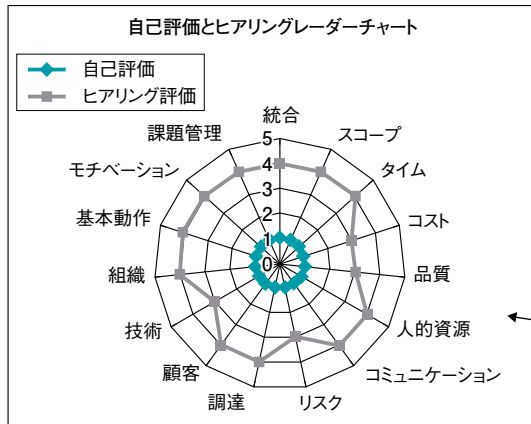 自己評価とヒアリングレーダーチャート
自己評価
ヒアリング評価
統合
スコープ
タイム
コスト
品質
人的資源
コミュニケーション
リスク
調達
顧客
技術
組織
基本動作
モチベーション
課題管理
5
4
3
2
1
0